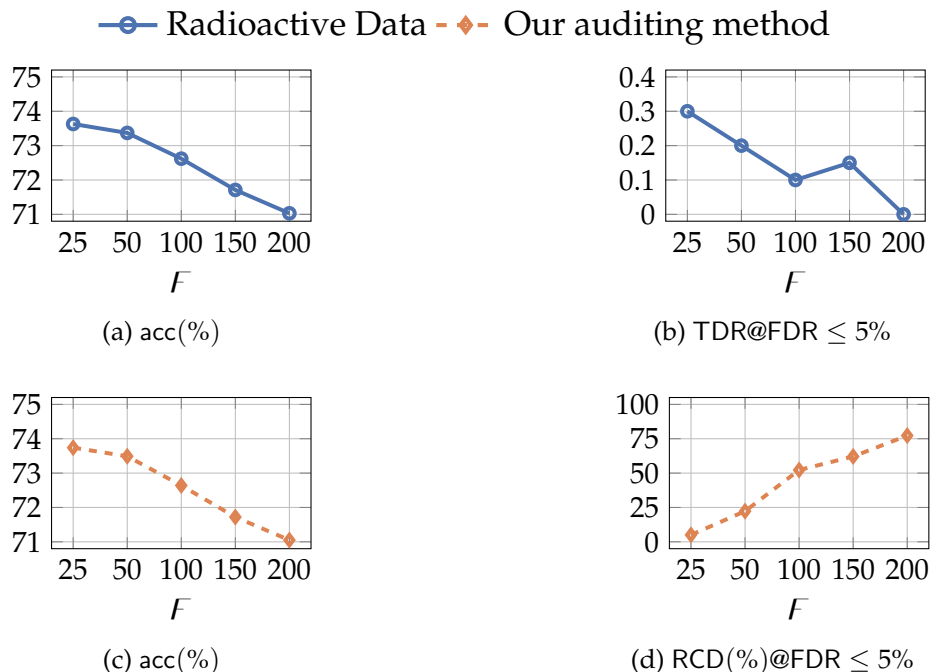 Radioactive Data Our auditing method
75
74
73
72
71
25 50 100 150 200
F
(a) acc(%)
0.4
0.3
0.2
0.1
0
25 50 100 150 200
F
(b) TDR@FDR ≤ 5%
75
74
73
72
71
25 50 100 150 200
F
(c) acc(%)
100
75
50
25
0
25 50 100 150 200
F
(d) RCD(%)@FDR ≤ 5%